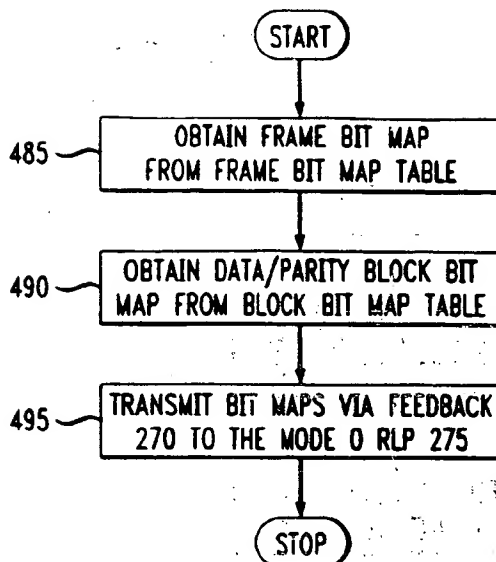 START
485
OBTAIN FRAME BIT MAP
FROM FRAME BIT MAP TABLE
490
OBTAIN DATA/PARITY BLOCK BIT
MAP FROM BLOCK BIT MAP TABLE
495
TRANSMIT BIT MAPS VIA FEEDBACK
270 TO THE MODE 0 RLP 275
STOP